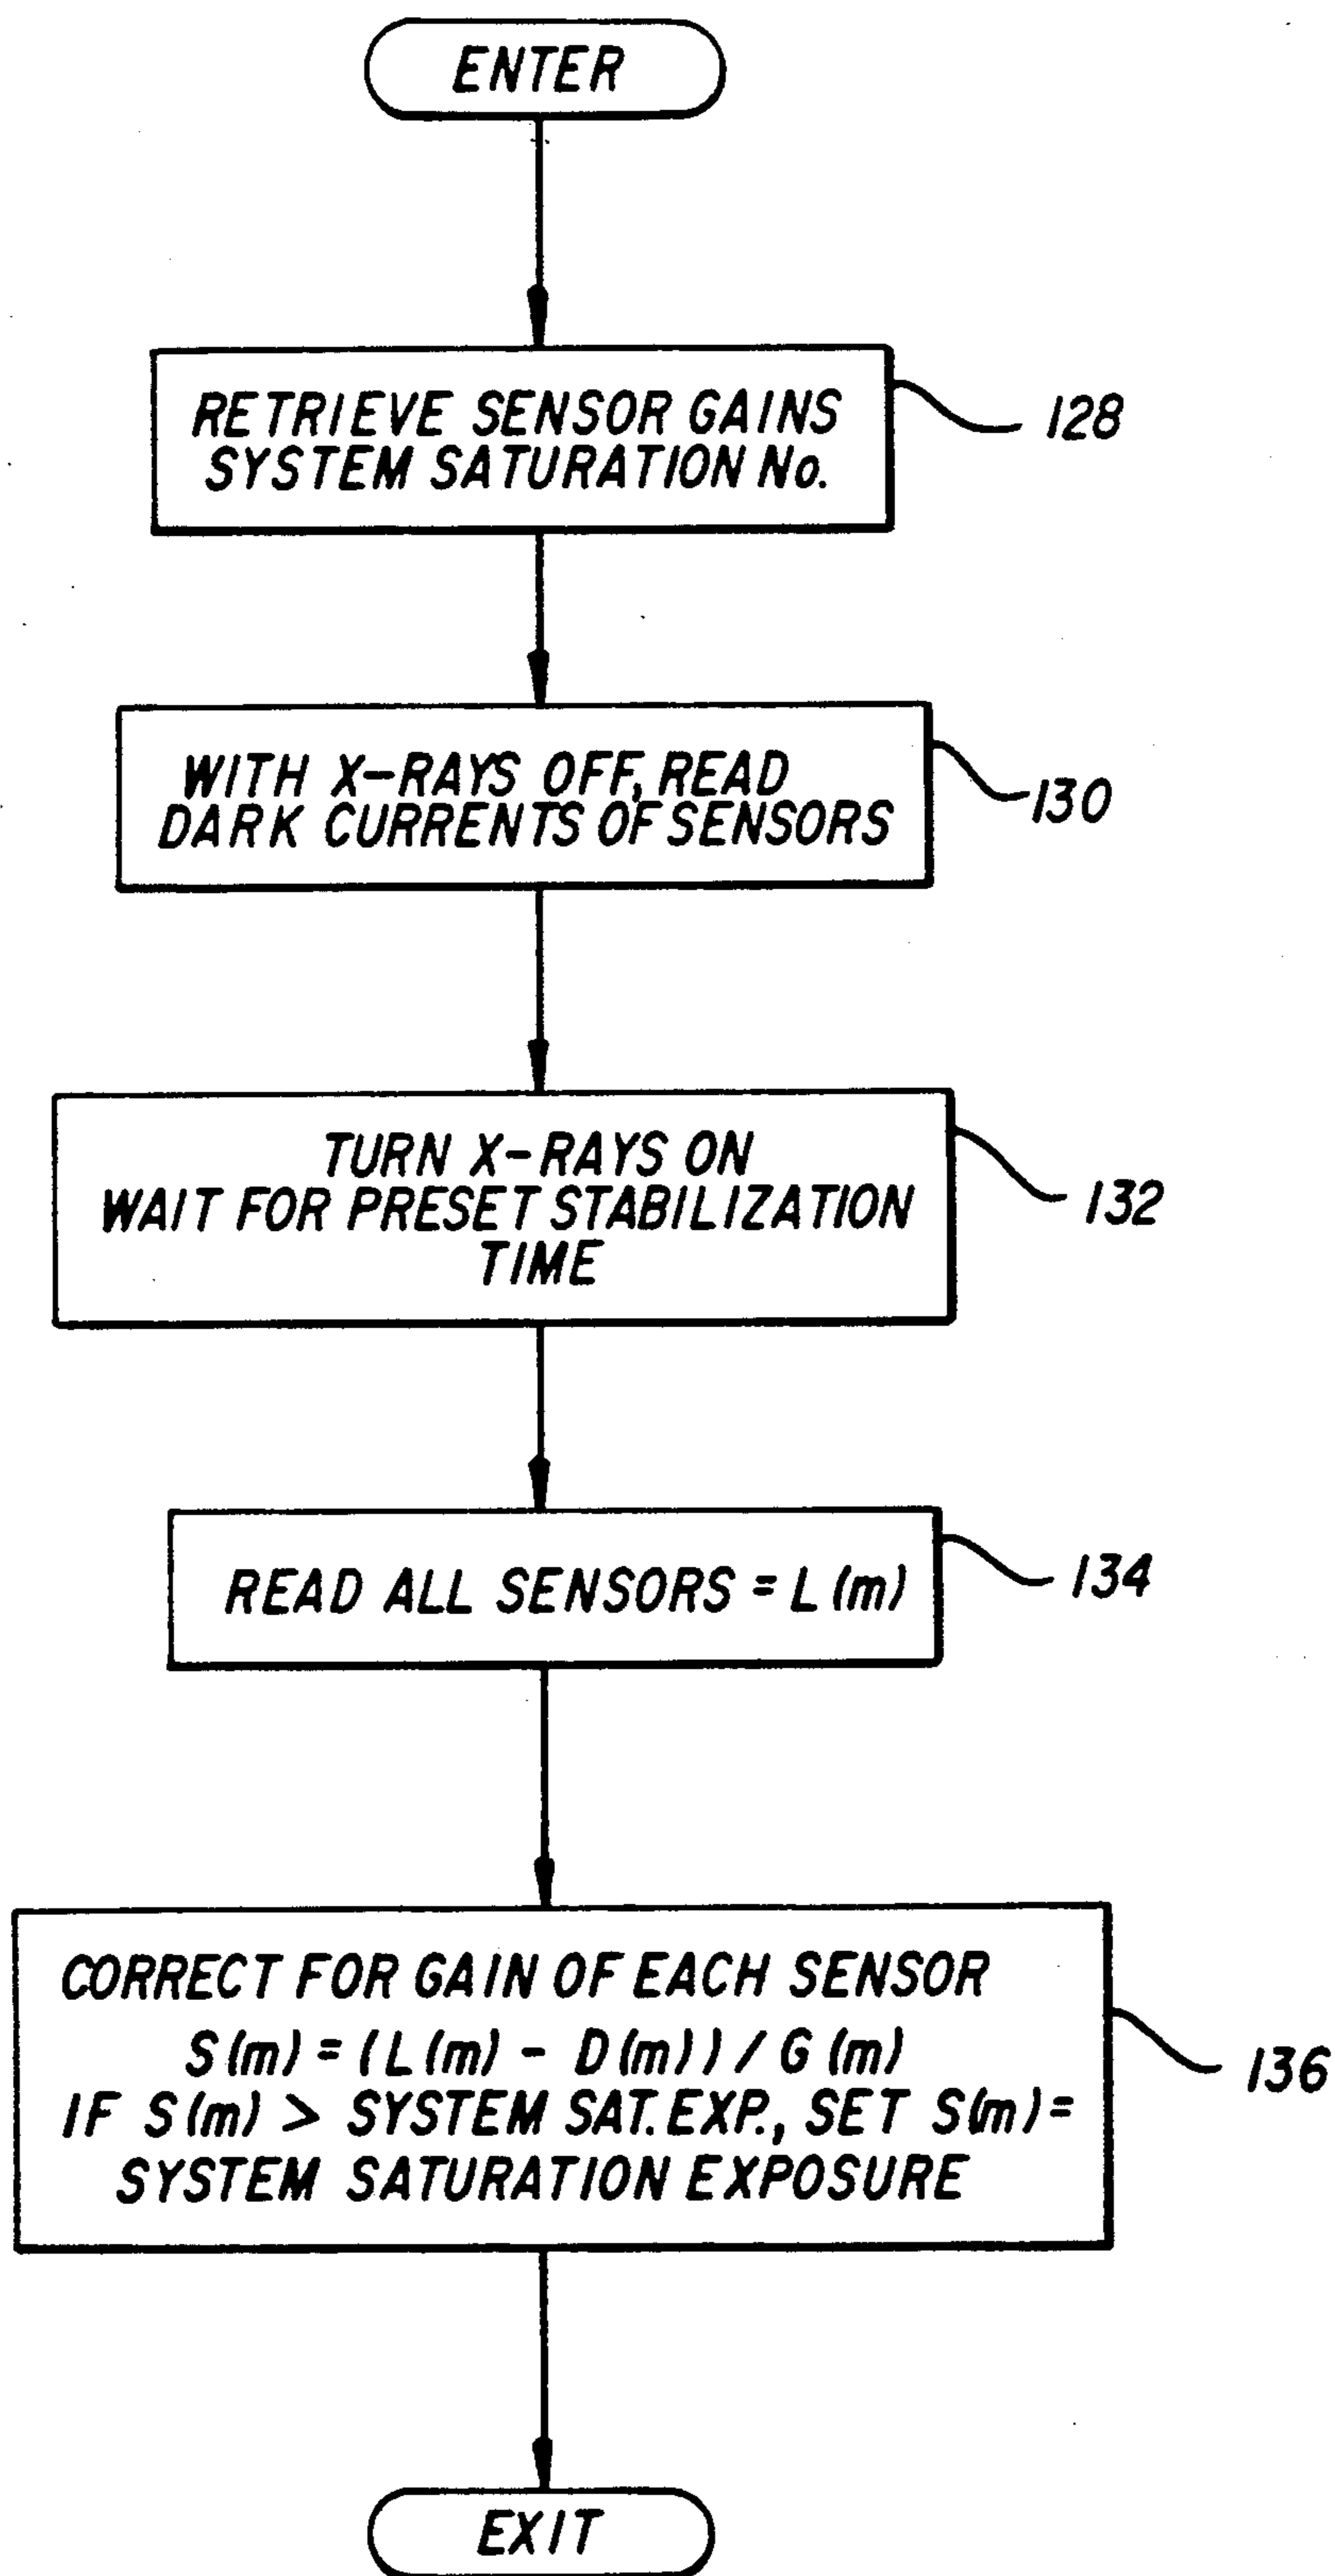 ENTER
RETRIEVE SENSOR GAINS
SYSTEM SATURATION No.
128
WITH X-RAYS OFF, READ
DARK CURRENTS OF SENSORS
130
TURN X-RAYS ON
WAIT FOR PRESET STABILIZATION
TIME
132
READ ALL SENSORS = L(m)
134
CORRECT FOR GAIN OF EACH SENSOR
S(m) = (L(m) - D(m)) / G(m)
IF S(m) > SYSTEM SAT. EXP., SET S(m) =
SYSTEM SATURATION EXPOSURE
136
EXIT